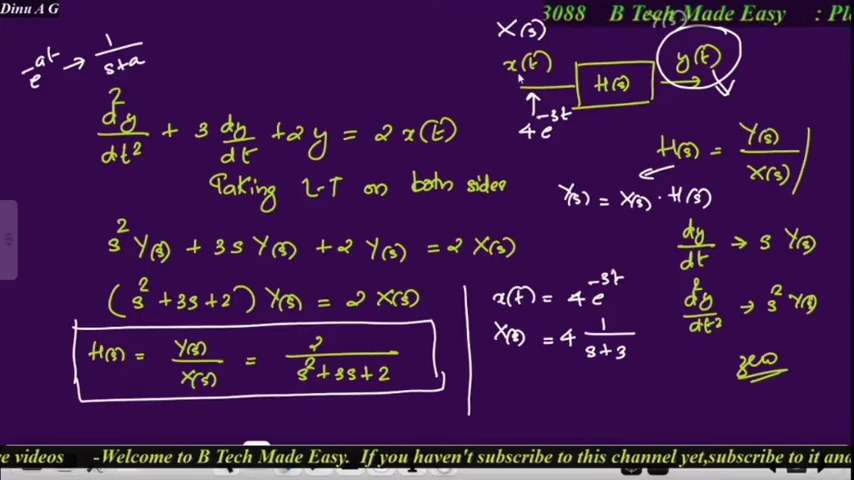 Dinu A G
3088 B Tech Made Easy : Pl
e^-at → 1/(s+a)
X(s)
x(t)
H(s)
y(t)
4e^-3t
d²y/dt² + 3 dy/dt + 2y = 2x(t)
Taking L-T on both sides
s² Y(s) + 3s Y(s) + 2 Y(s) = 2 X(s)
(s² + 3s + 2) Y(s) = 2 X(s)
H(s) = Y(s)/X(s) = 2/(s² + 3s + 2)
H(s) = Y(s)/X(s)
Y(s) = X(s) · H(s)
dy/dt → s Y(s)
d²y/dt² → s² Y(s)
zero
x(t) = 4e^-3t
X(s) = 4 1/(s+3)
re videos -Welcome to B Tech Made Easy. If you haven't subscribe to this channel yet,subscribe to it and